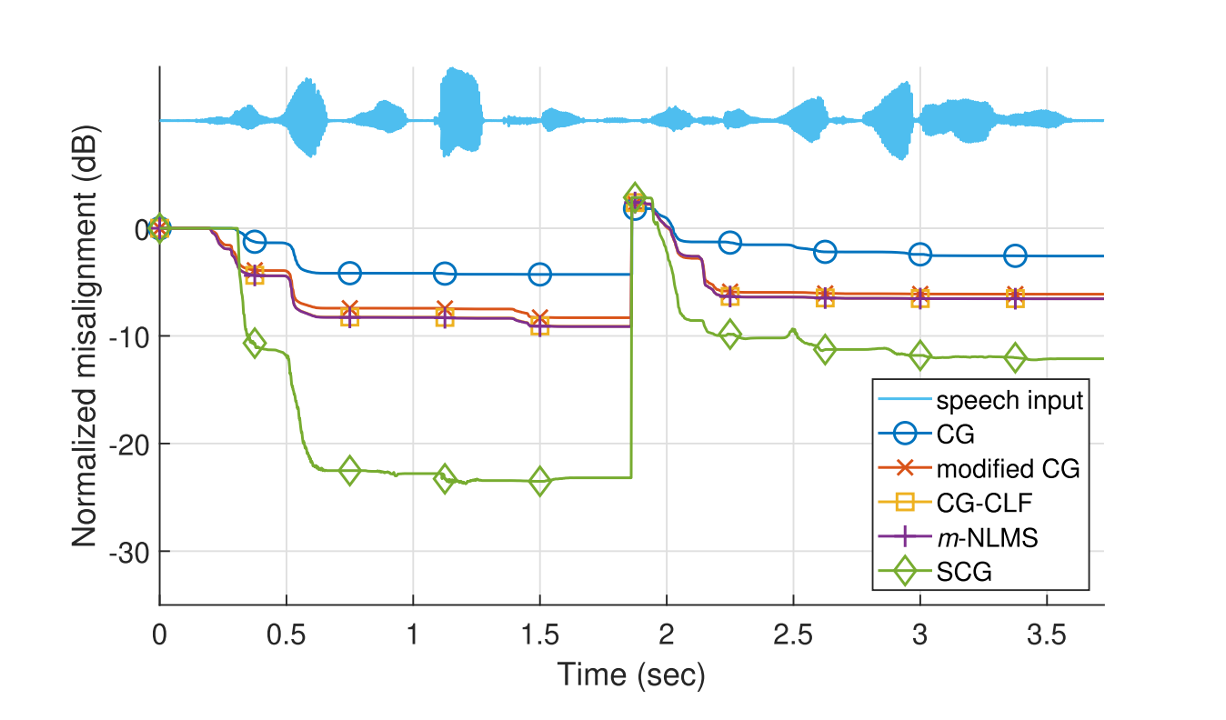 Normalized misalignment (dB)
0
-10
-20
-30
speech input
CG
modified CG
CG-CLF
m-NLMS
SCG
0 0.5 1 1.5 2 2.5 3 3.5
Time (sec)